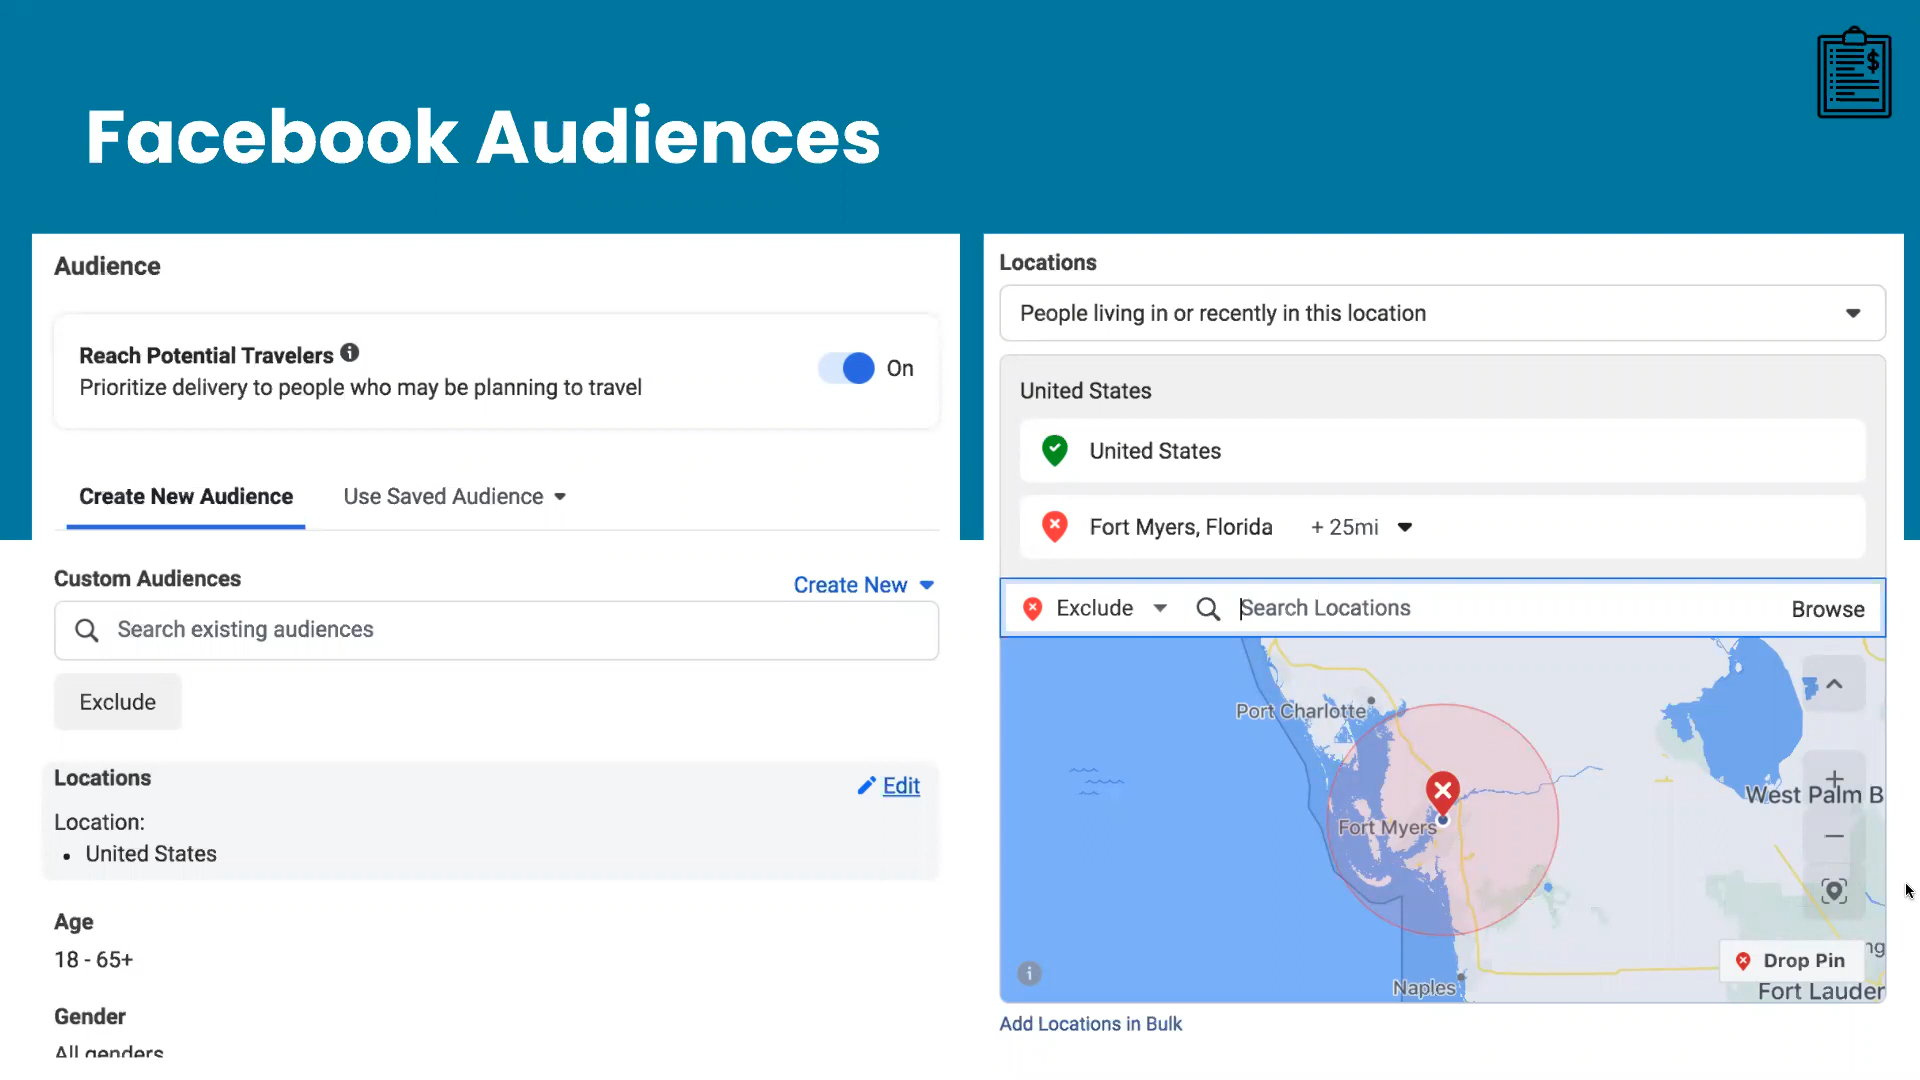 Facebook Audiences
$
Audience
Reach Potential Travelers
Prioritize delivery to people who may be planning to travel
On
Create New Audience
Use Saved Audience
Custom Audiences
Create New
Search existing audiences
Exclude
Locations
Edit
Location:
• United States
Age
18 - 65+
Gender
All genders
Locations
People living in or recently in this location
United States
United States
Fort Myers, Florida + 25mi
Exclude
Search Locations
Browse
Port Charlotte
West Palm B
Fort Myers
Drop Pin
ng
Naples
Fort Lauder
Add Locations in Bulk